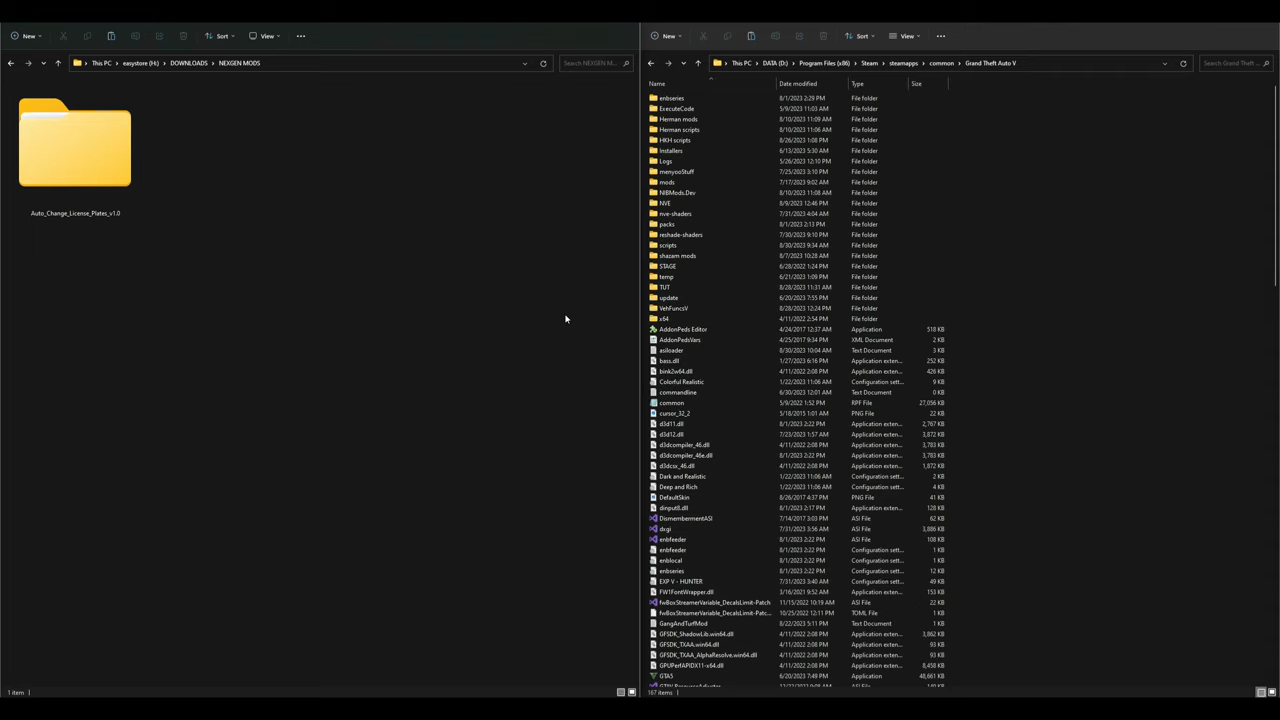 New Sort View
This PC easystore (H:) DOWNLOADS NEXGEN MODS Search NEXGEN MODS
Auto_Change_License_Plates_v1.0
1 item
New Sort View
This PC DATA (D:) Program Files (x86) Steam steamapps common Grand Theft Auto V Search Grand Theft
Name Date modified Type Size
enbseries 8/1/2023 2:29 PM File folder
ExecuteCode 5/9/2023 11:03 AM File folder
Herman mods 8/10/2023 11:09 AM File folder
Herman scripts 8/10/2023 11:06 AM File folder
HKH scripts 8/26/2023 1:08 PM File folder
Installers 6/13/2023 5:30 AM File folder
Logs 5/26/2023 12:10 PM File folder
menyooStuff 7/25/2023 3:10 PM File folder
mods 7/17/2023 9:02 AM File folder
NIBMods.Dev 8/10/2023 11:08 AM File folder
NVE 8/9/2023 12:46 PM File folder
nve-shaders 7/31/2023 4:04 AM File folder
packs 8/1/2023 2:13 PM File folder
reshade-shaders 7/30/2023 9:10 PM File folder
scripts 8/30/2023 9:34 AM File folder
shazam mods 8/7/2023 10:28 AM File folder
STAGE 6/28/2022 1:24 PM File folder
temp 6/21/2023 1:09 PM File folder
TUT 8/28/2023 11:31 AM File folder
update 6/20/2023 7:55 PM File folder
VehFuncsV 8/28/2023 12:24 PM File folder
x64 4/11/2022 2:54 PM File folder
AddonPeds Editor 4/24/2017 12:37 AM Application 518 KB
AddonPedsVars 4/25/2017 9:34 PM XML Document 2 KB
asiloader 8/30/2023 10:04 AM Text Document 3 KB
bass.dll 1/27/2023 6:16 PM Application exten... 252 KB
bink2w64.dll 4/11/2022 2:08 PM Application exten... 426 KB
Colorful Realistic 1/22/2023 11:06 AM Configuration sett... 9 KB
commandline 6/30/2023 12:01 AM Text Document 0 KB
common 5/9/2022 1:52 PM RPF File 27,056 KB
cursor_32_2 5/18/2015 1:01 AM PNG File 22 KB
d3d11.dll 8/1/2023 2:22 PM Application exten... 2,767 KB
d3d12.dll 7/23/2023 1:57 AM Application exten... 3,872 KB
d3dcompiler_46.dll 4/11/2022 2:08 PM Application exten... 3,783 KB
d3dcompiler_46e.dll 8/1/2023 2:22 PM Application exten... 3,783 KB
d3dcsx_46.dll 4/11/2022 2:08 PM Application exten... 1,872 KB
Dark and Realistic 1/22/2023 11:06 AM Configuration sett... 2 KB
Deep and Rich 1/22/2023 11:06 AM Configuration sett... 4 KB
DefaultSkin 8/26/2017 4:37 PM PNG File 41 KB
dinput8.dll 8/1/2023 2:17 PM Application exten... 128 KB
DismembermentASI 7/14/2017 3:03 PM ASI File 62 KB
dxgi 7/31/2023 3:56 AM ASI File 3,886 KB
enbfeeder 8/1/2023 2:22 PM ASI File 108 KB
enbfeeder 8/1/2023 2:22 PM Configuration sett... 1 KB
enblocal 8/1/2023 2:22 PM Configuration sett... 1 KB
enbseries 8/1/2023 2:22 PM Configuration sett... 12 KB
EXP V - HUNTER 7/31/2023 3:40 AM Configuration sett... 49 KB
FW1FontWrapper.dll 3/16/2021 9:52 AM Application exten... 153 KB
fwBoxStreamerVariable_DecalsLimit-Patch 11/15/2022 10:19 AM ASI File 22 KB
fwBoxStreamerVariable_DecalsLimit-Patc... 10/25/2022 12:11 PM TOML File 1 KB
GangAndTurfMod 8/22/2023 5:11 PM Text Document 1 KB
GFSDK_ShadowLib.win64.dll 4/11/2022 2:08 PM Application exten... 3,862 KB
GFSDK_TXAA.win64.dll 4/11/2022 2:08 PM Application exten... 93 KB
GFSDK_TXAA_AlphaResolve.win64.dll 4/11/2022 2:08 PM Application exten... 93 KB
GPUPerfAPIDX11-x64.dll 4/11/2022 2:08 PM Application exten... 8,458 KB
GTA5 6/20/2023 7:49 PM Application 48,661 KB
167 items